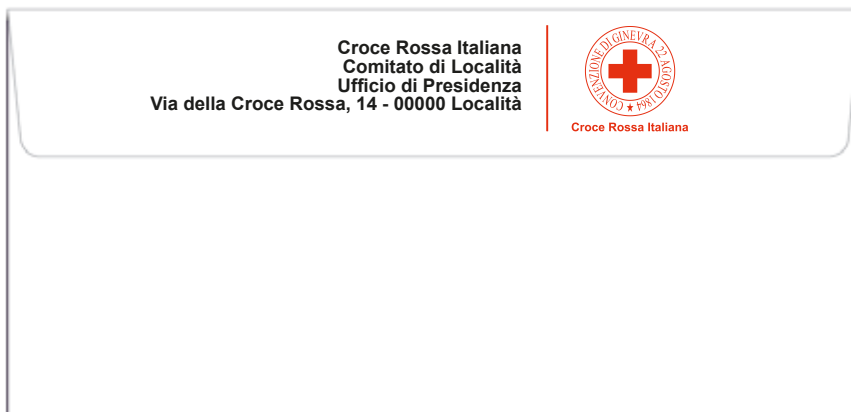 Croce Rossa Italiana
Comitato di Località
Ufficio di Presidenza
Via della Croce Rossa, 14 - 00000 Località
CONVENZIONE DI GINEVRA 22 AGOSTO 1864
Croce Rossa Italiana